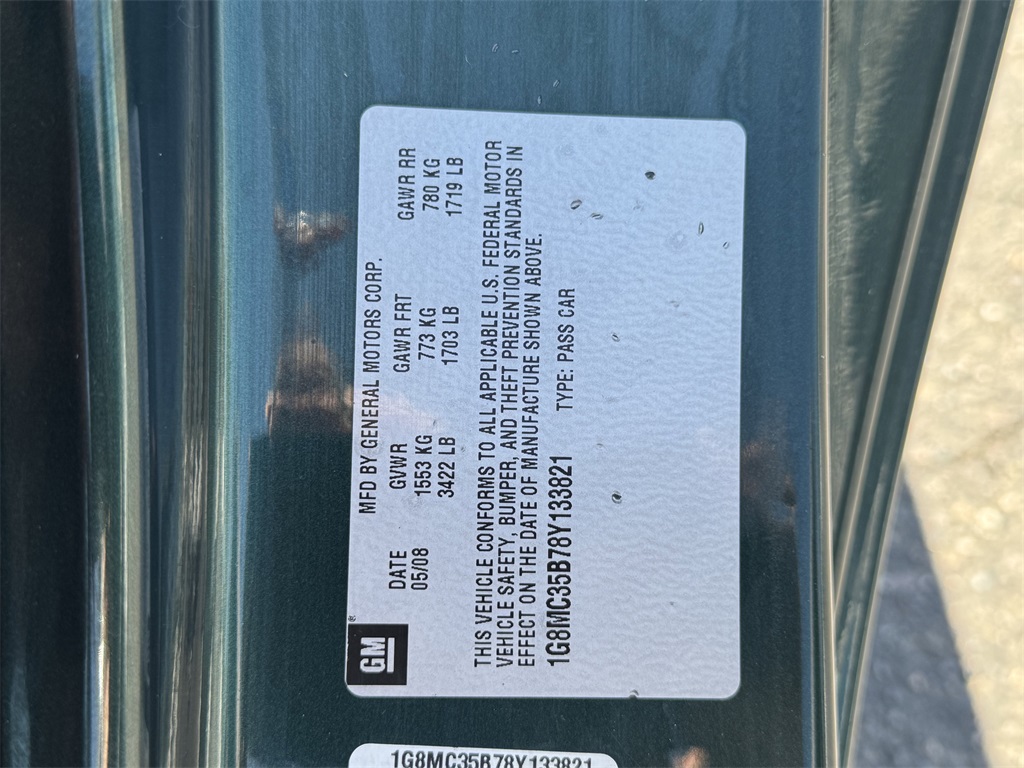 GM®
MFD BY GENERAL MOTORS CORP.
DATE GVWR GAWR FRT GAWR RR
05/08 1553 KG 773 KG 780 KG
3422 LB 1703 LB 1719 LB
THIS VEHICLE CONFORMS TO ALL APPLICABLE U.S. FEDERAL MOTOR
VEHICLE SAFETY, BUMPER, AND THEFT PREVENTION STANDARDS IN
EFFECT ON THE DATE OF MANUFACTURE SHOWN ABOVE.
1G8MC35B78Y133821 TYPE: PASS CAR
1G8MC35B78Y133821